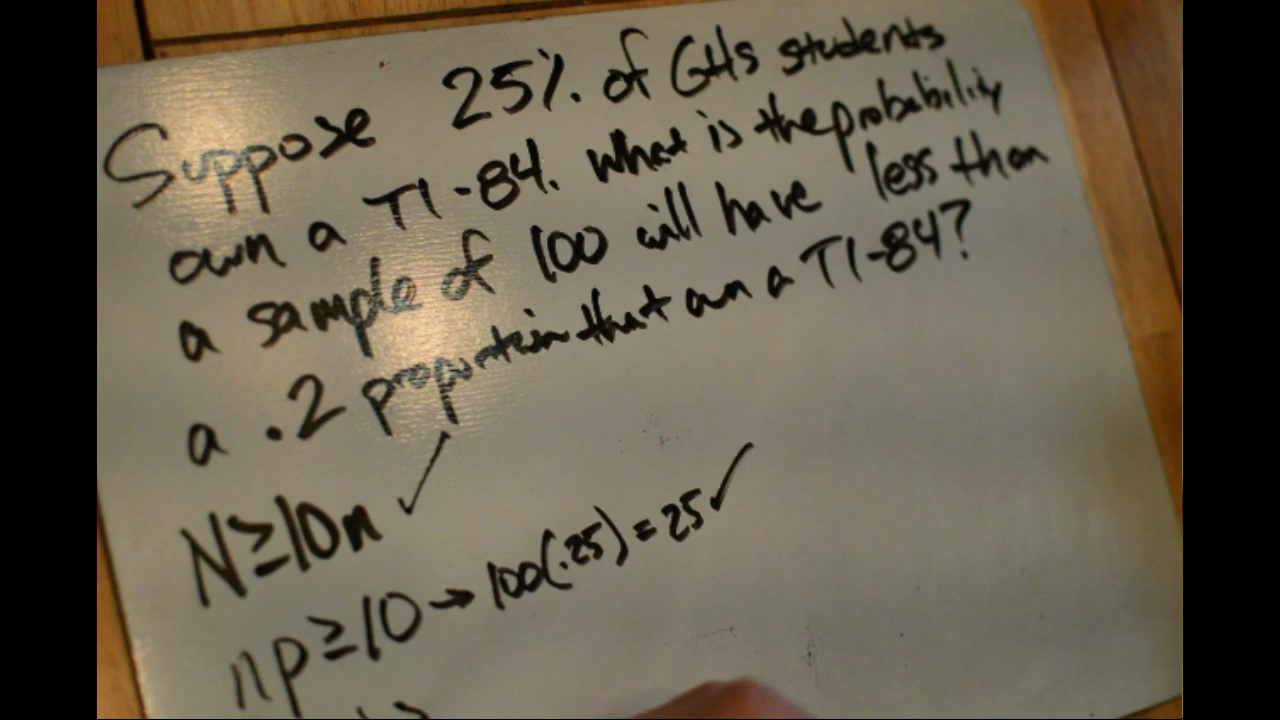 Suppose 25% of GHS students
own a TI-84. What is the probability
a sample of 100 will have less than
a .2 proportion that own a TI-84?
N≥10n ✓
np≥10 → 100(.25) = 25 ✓